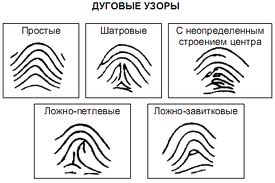 ДУГОВЫЕ УЗОРЫ
Простые
Шатровые
С неопределенным
строением центра
Ложно-петлевые
Ложно-завитковые